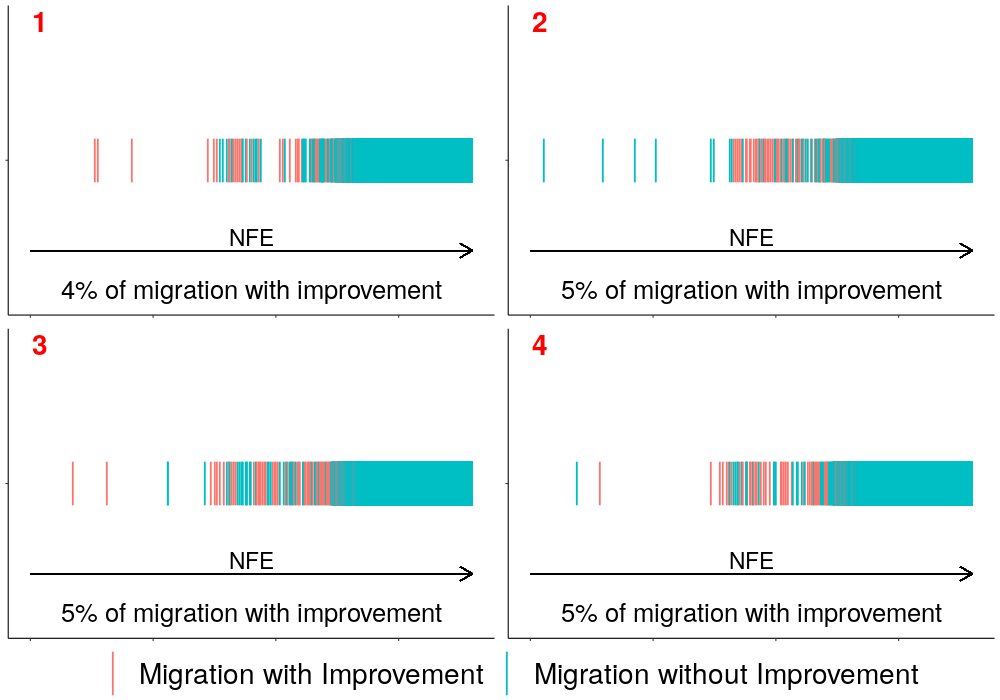 1
NFE
4% of migration with improvement
2
NFE
5% of migration with improvement
3
NFE
5% of migration with improvement
4
NFE
5% of migration with improvement
Migration with Improvement
Migration without Improvement